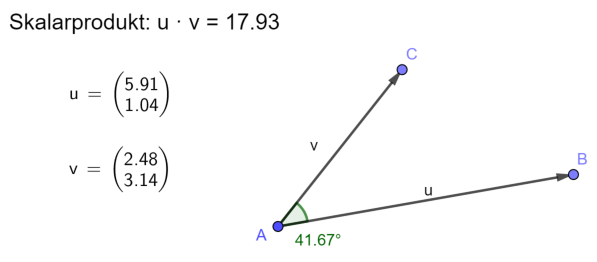 Skalarprodukt: u · v = 17.93
u = (5.91
1.04)
v = (2.48
3.14)
C
v
B
u
A
41.67°